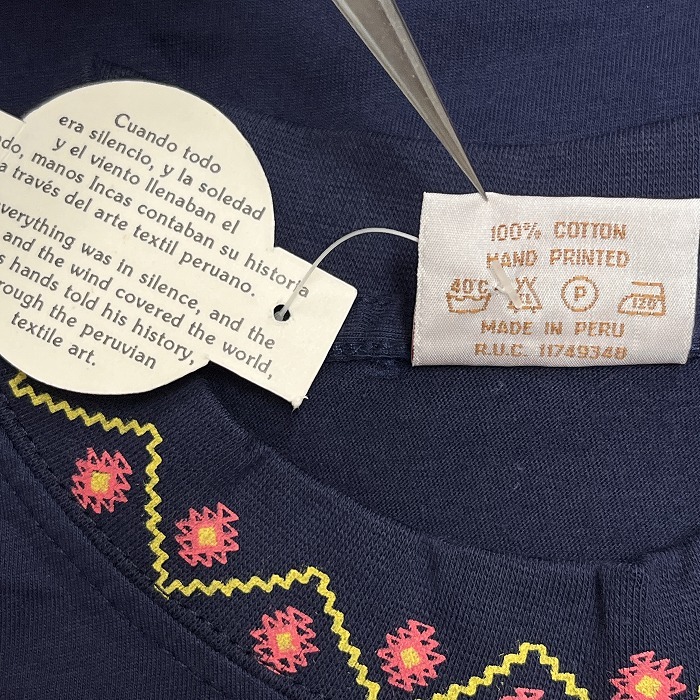 Cuando todo
era silencio, y la soledad
y el viento llenaban el
manos Incas contaban su historia
a través del arte textil peruano.
everything was in silence, and the
and the wind covered the world,
hands told his history,
through the peruvian
textile art.
100% COTTON
HAND PRINTED
40°C P 120
MADE IN PERU
R.U.C. 11749348